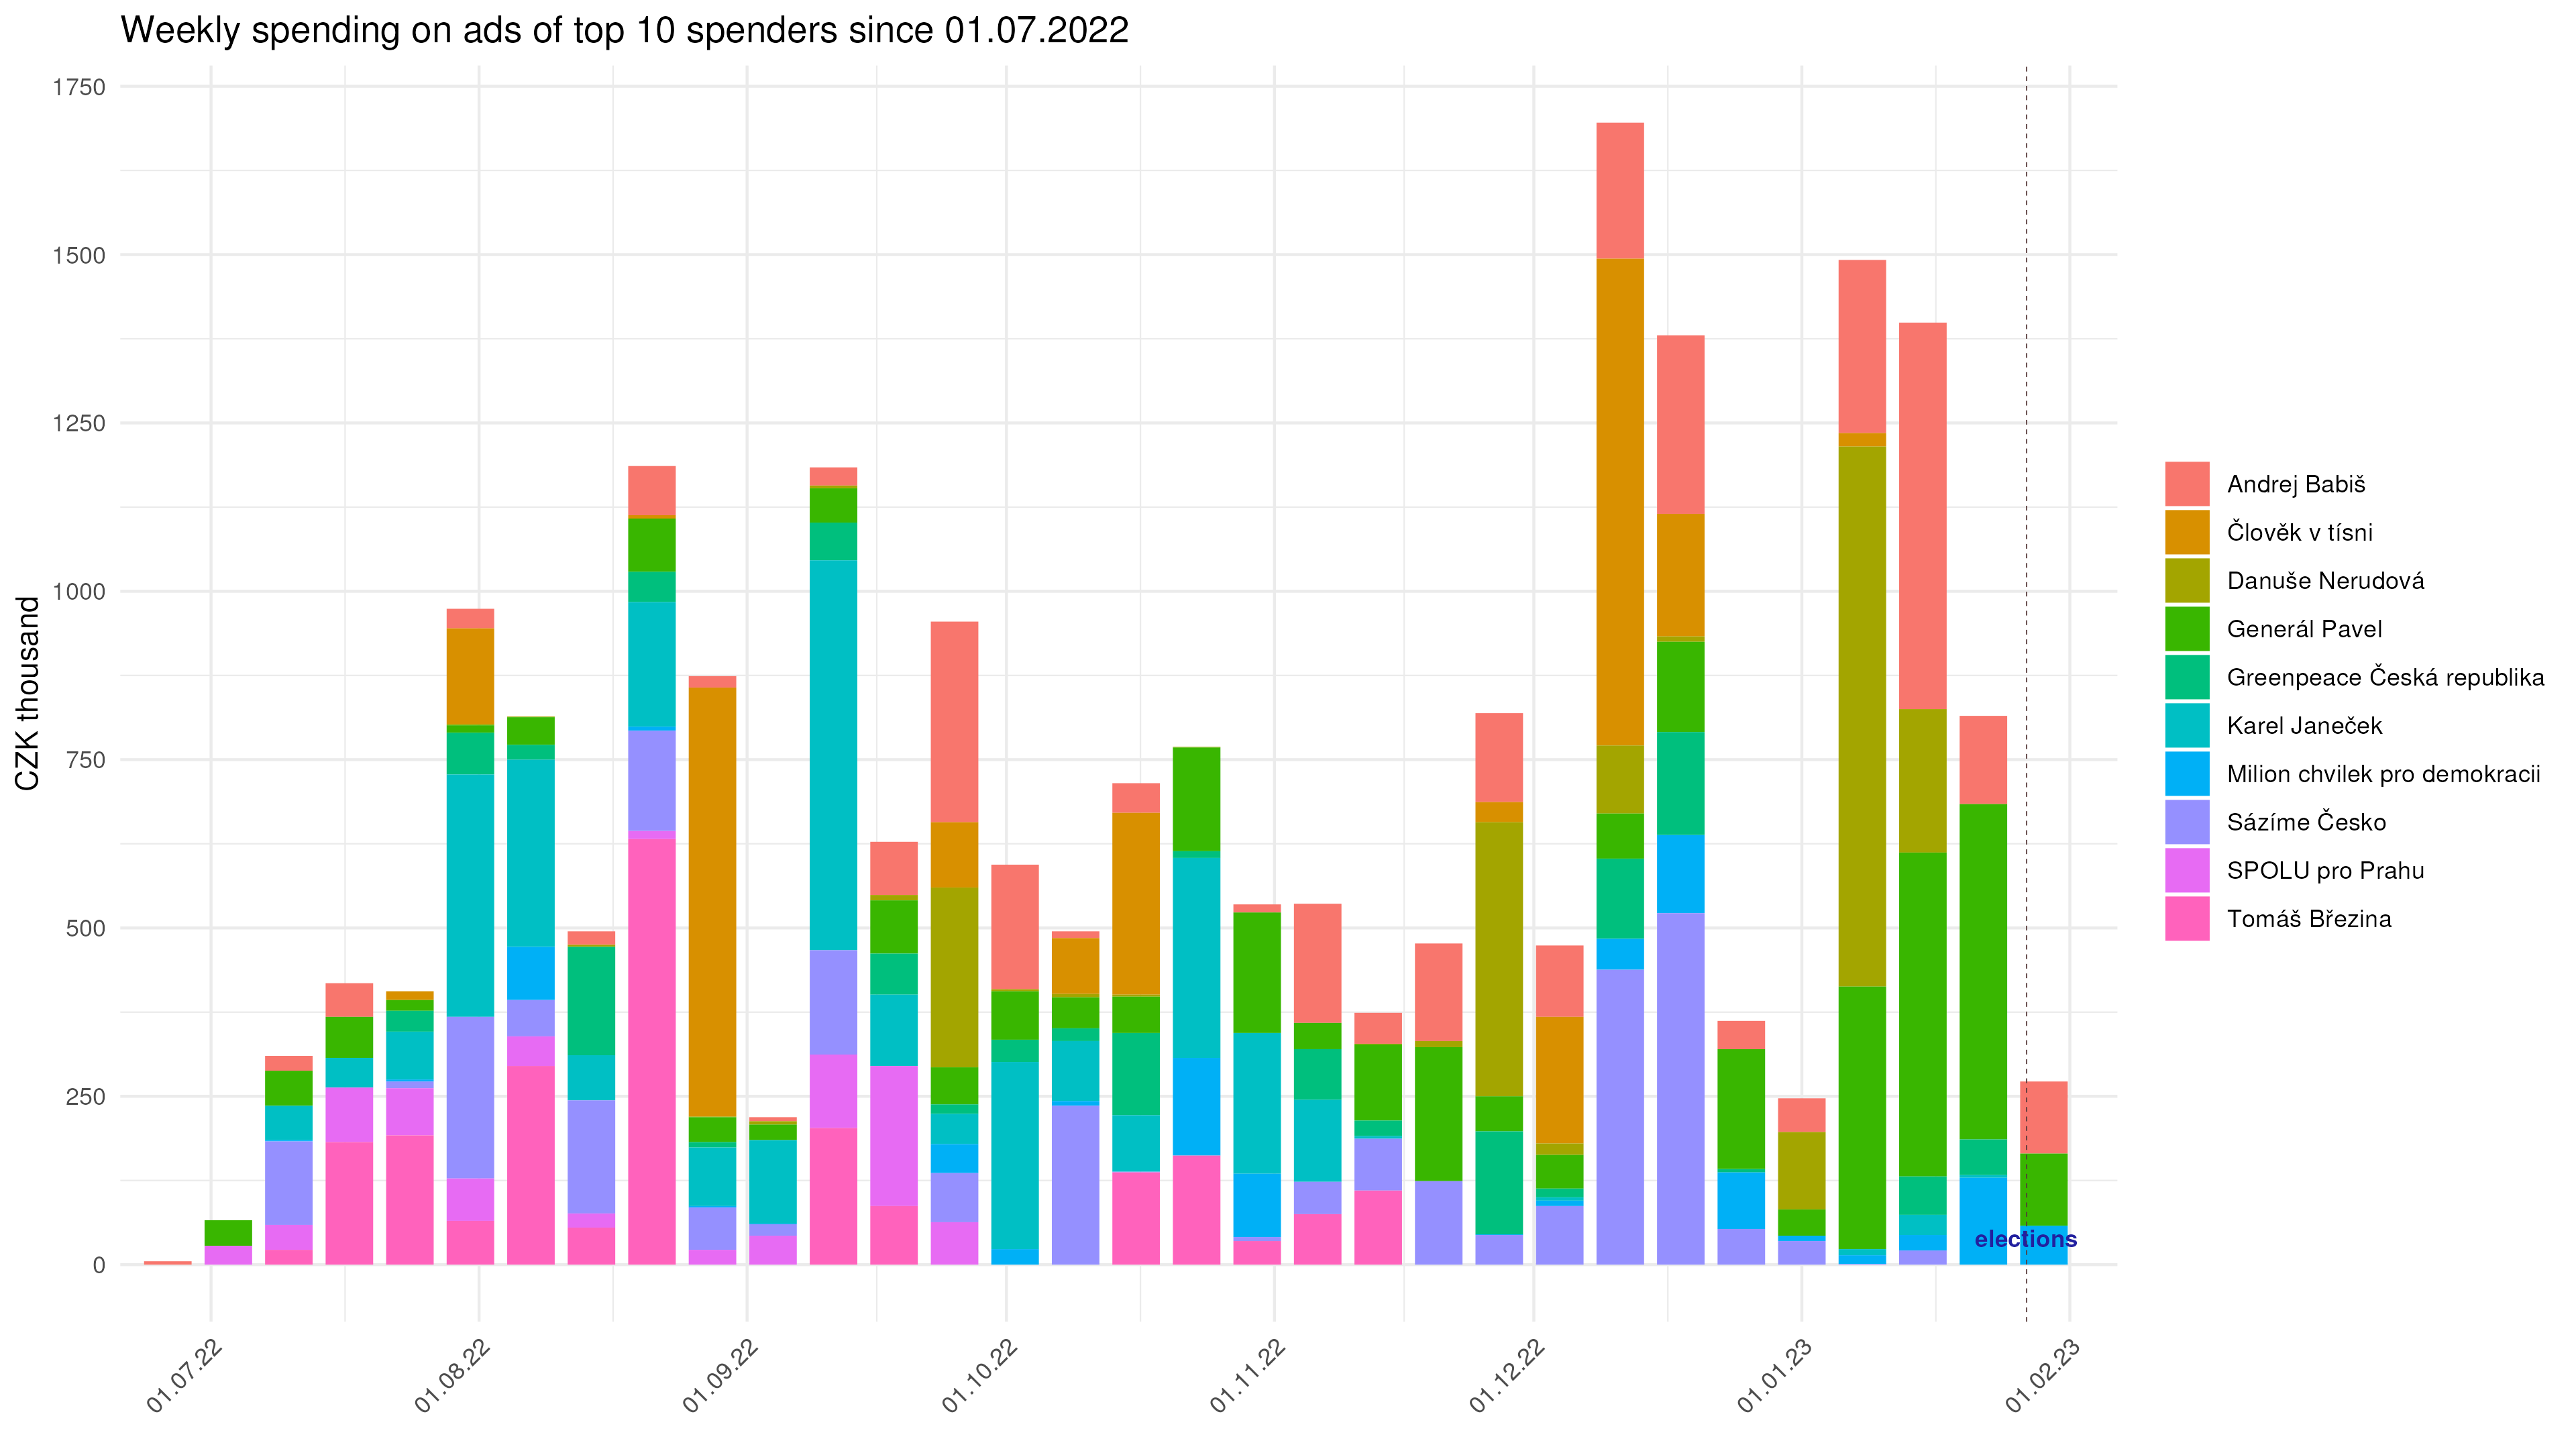 Weekly spending on ads of top 10 spenders since 01.07.2022
CZK thousand
1750
1500
1250
1000
750
500
250
0
01.07.22
01.08.22
01.09.22
01.10.22
01.11.22
01.12.22
01.01.23
01.02.23
elections
Andrej Babiš
Člověk v tísni
Danuše Nerudová
Generál Pavel
Greenpeace Česká republika
Karel Janeček
Milion chvilek pro demokracii
Sázíme Česko
SPOLU pro Prahu
Tomáš Březina